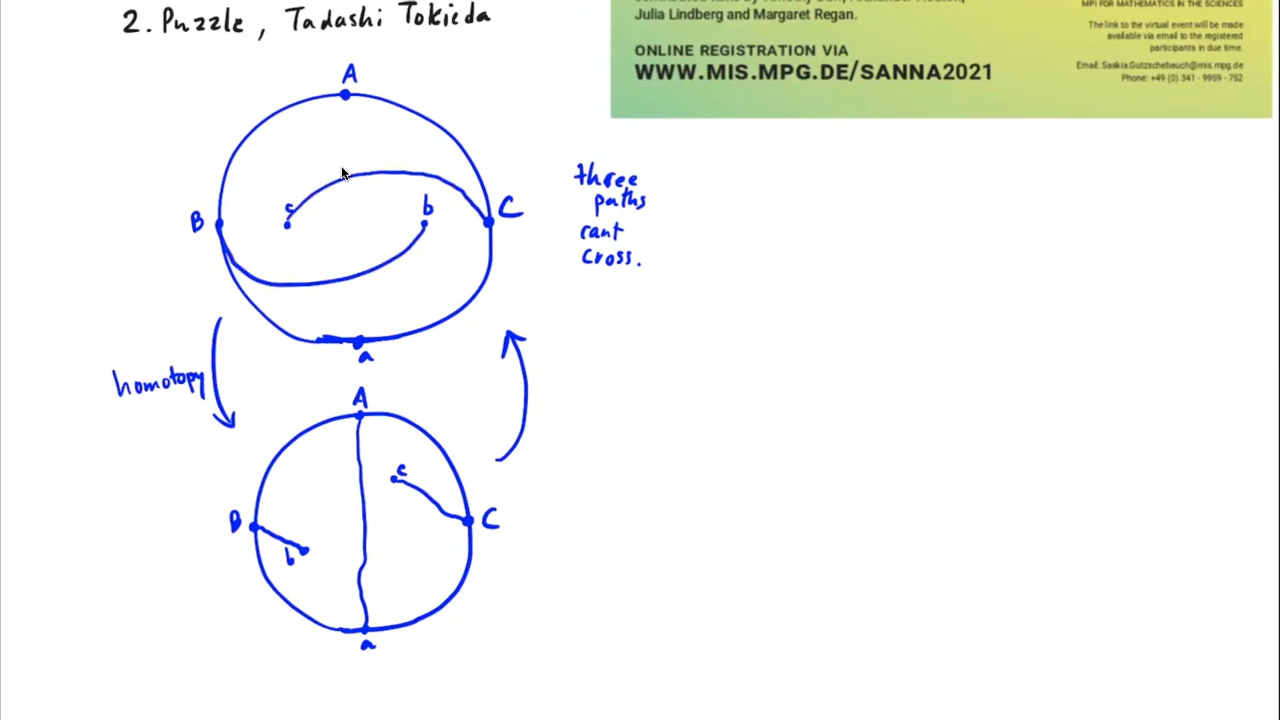 2. Puzzle, Tadashi Tokieda
Julia Lindberg and Margaret Regan.
ONLINE REGISTRATION VIA
WWW.MIS.MPG.DE/SANNA2021
MPI FOR MATHEMATICS IN THE SCIENCES
The link to the virtual event will be made
available via email to the registered
participants in due time.
Email: Saskia.Gutzschebauch@mis.mpg.de
Phone: +49 (0) 341 - 9959 - 752
A
B
c
b
C
a
three
paths
cant
cross.
homotopy
A
c
B
C
b
a